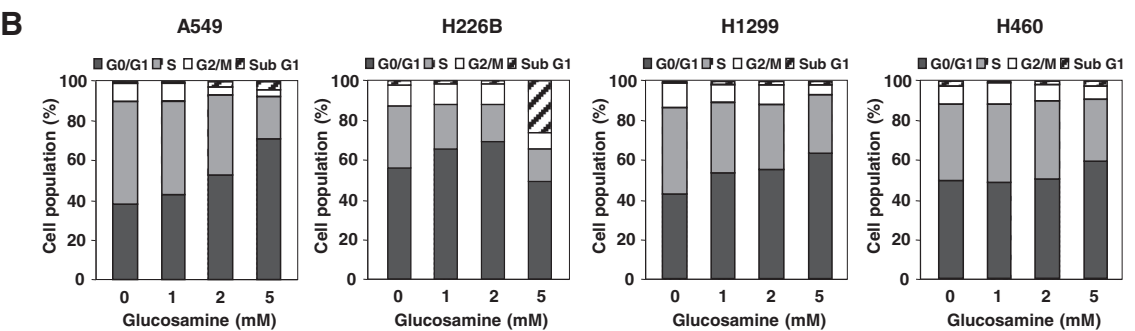 B
A549 H226B H1299 H460
G0/G1 S G2/M Sub G1 G0/G1 S G2/M Sub G1 G0/G1 S G2/M Sub G1 G0/G1 S G2/M Sub G1
100 100 100 100
80 80 80 80
60 60 60 60
40 40 40 40
20 20 20 20
0 0 0 0
Cell population (%) Cell population (%) Cell population (%) Cell population (%)
0 1 2 5 0 1 2 5 0 1 2 5 0 1 2 5
Glucosamine (mM) Glucosamine (mM) Glucosamine (mM) Glucosamine (mM)